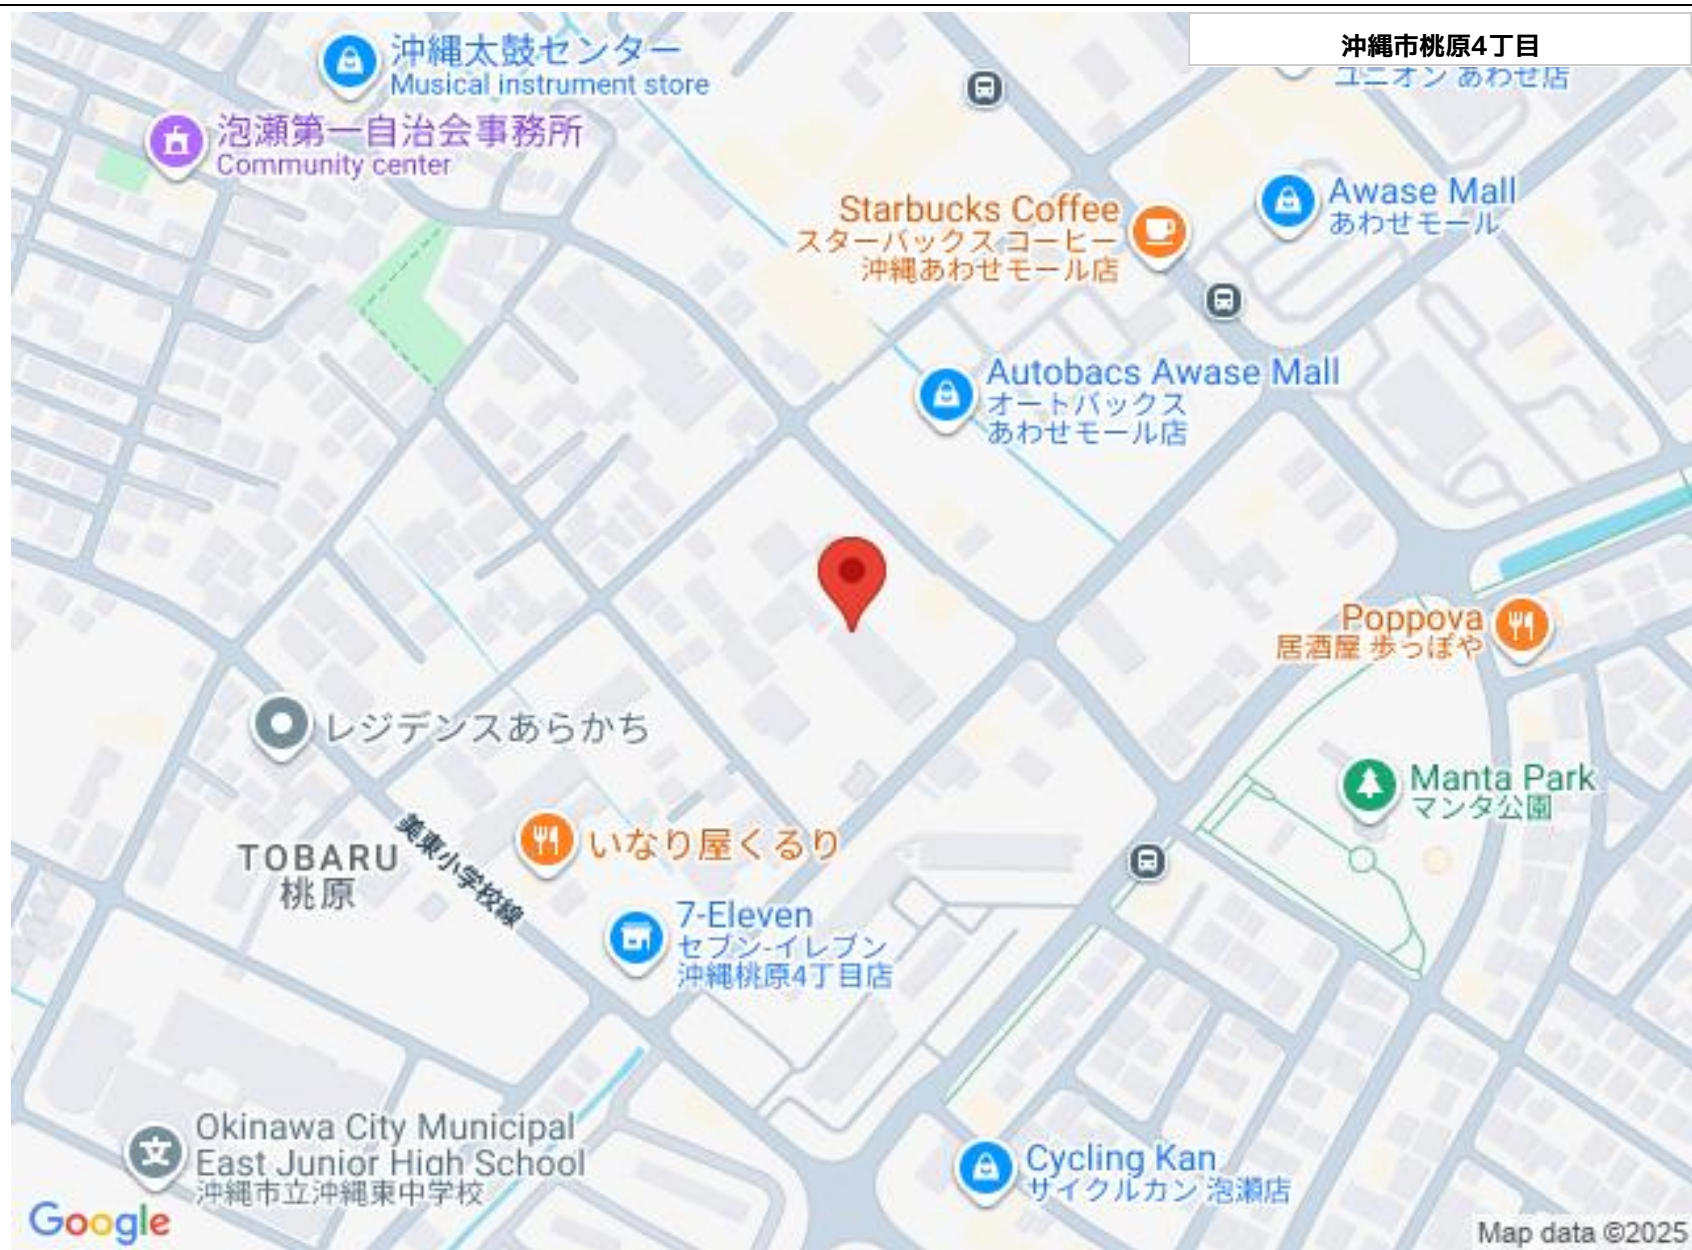 沖縄市桃原4丁目
沖縄太鼓センター
Musical instrument store
ユニオン あわせ店
泡瀬第一自治会事務所
Community center
Awase Mall
あわせモール
Starbucks Coffee
スターバックス コーヒー
沖縄あわせモール店
Autobacs Awase Mall
オートバックス
あわせモール店
Poppova
居酒屋 歩っぽや
レジデンスあらかち
Manta Park
マンタ公園
美東小学校線
いなり屋くるり
TOBARU
桃原
7-Eleven
セブン-イレブン
沖縄桃原4丁目店
Okinawa City Municipal
East Junior High School
沖縄市立沖縄東中学校
Cycling Kan
サイクルカン 泡瀬店
Google
Map data ©2025